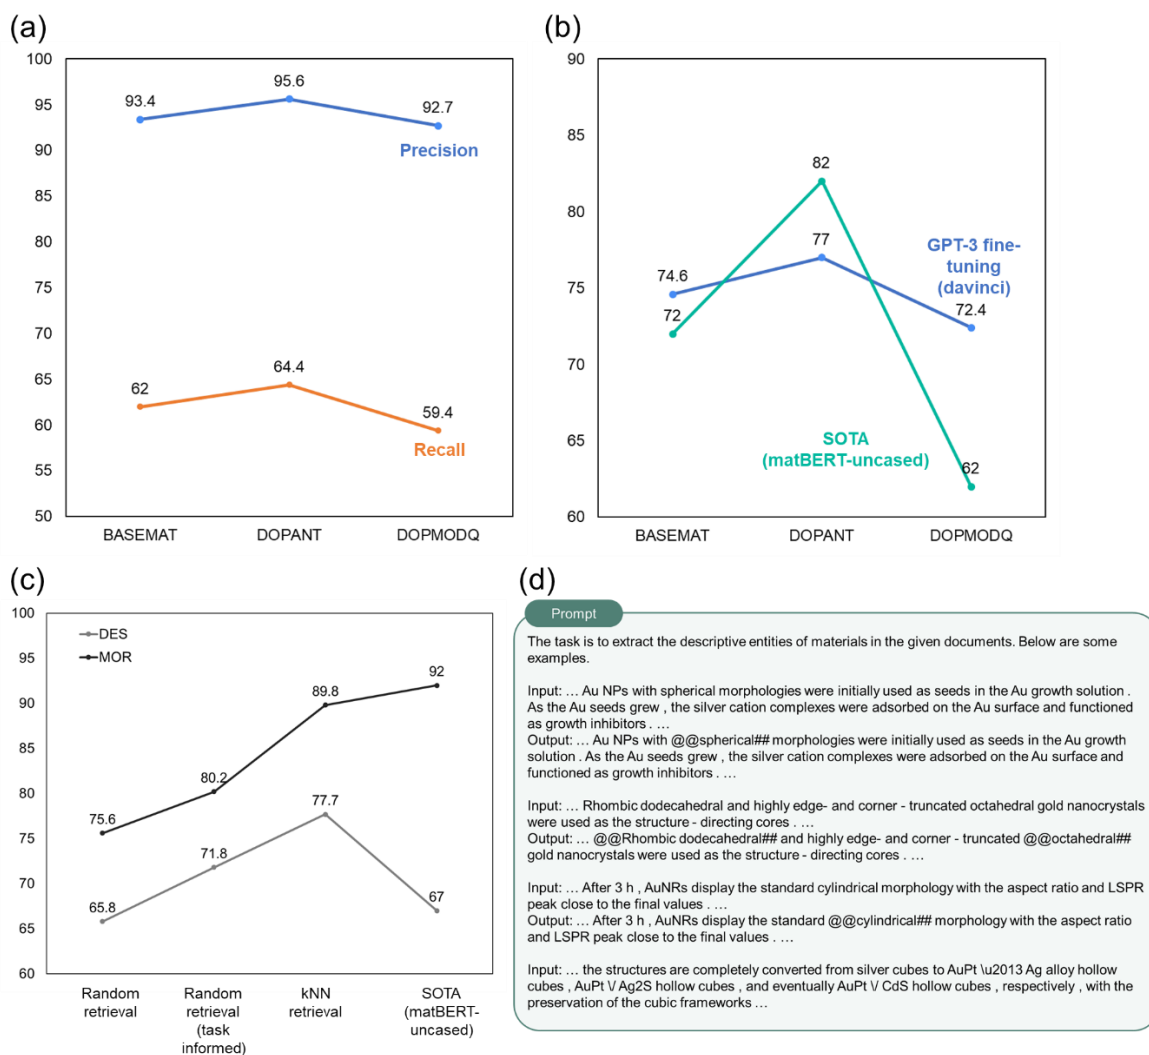 (a)
100
95
90
85
80
75
70
65
60
55
50
93.4
95.6
92.7
Precision
62
64.4
59.4
Recall
BASEMAT
DOPANT
DOPMODQ
(b)
90
85
80
75
70
65
60
82
77
74.6
72
72.4
62
GPT-3 fine-
tuning
(davinci)
SOTA
(matBERT-uncased)
BASEMAT
DOPANT
DOPMODQ
(c)
100
95
90
85
80
75
70
65
60
DES
MOR
75.6
80.2
89.8
92
65.8
71.8
77.7
67
Random
retrieval
Random
retrieval
(task
informed)
kNN
retrieval
SOTA
(matBERT-
uncased)
(d)
Prompt
The task is to extract the descriptive entities of materials in the given documents. Below are some
examples.
Input: … Au NPs with spherical morphologies were initially used as seeds in the Au growth solution .
As the Au seeds grew , the silver cation complexes were adsorbed on the Au surface and functioned
as growth inhibitors . …
Output: … Au NPs with @@spherical## morphologies were initially used as seeds in the Au growth
solution . As the Au seeds grew , the silver cation complexes were adsorbed on the Au surface and
functioned as growth inhibitors . …
Input: … Rhombic dodecahedral and highly edge- and corner - truncated octahedral gold nanocrystals
were used as the structure - directing cores . …
Output: … @@Rhombic dodecahedral## and highly edge- and corner - truncated @@octahedral##
gold nanocrystals were used as the structure - directing cores . …
Input: … After 3 h , AuNRs display the standard cylindrical morphology with the aspect ratio and LSPR
peak close to the final values . …
Output: … After 3 h , AuNRs display the standard @@cylindrical## morphology with the aspect ratio
and LSPR peak close to the final values . …
Input: … the structures are completely converted from silver cubes to AuPt \u2013 Ag alloy hollow
cubes , AuPt \/ Ag2S hollow cubes , and eventually AuPt \/ CdS hollow cubes , respectively , with the
preservation of the cubic frameworks …